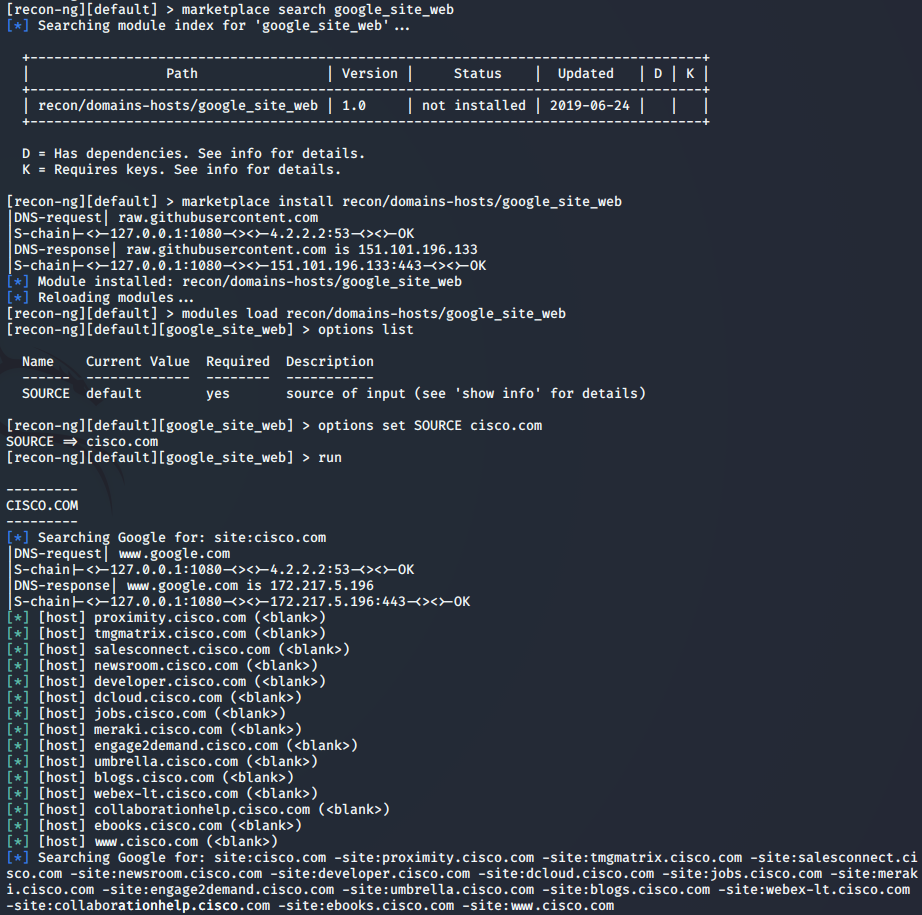 [recon-ng][default] > marketplace search google_site_web
[*] Searching module index for 'google_site_web'...
+---------------------------------------------------------------------------------+
| Path | Version | Status | Updated | D | K |
+---------------------------------------------------------------------------------+
| recon/domains-hosts/google_site_web | 1.0 | not installed | 2019-06-24 | | |
+---------------------------------------------------------------------------------+
D = Has dependencies. See info for details.
K = Requires keys. See info for details.
[recon-ng][default] > marketplace install recon/domains-hosts/google_site_web
|DNS-request| raw.githubusercontent.com
|S-chain|-<>-127.0.0.1:1080-<><>-4.2.2.2:53-<><>-OK
|DNS-response| raw.githubusercontent.com is 151.101.196.133
|S-chain|-<>-127.0.0.1:1080-<><>-151.101.196.133:443-<><>-OK
[*] Module installed: recon/domains-hosts/google_site_web
[*] Reloading modules...
[recon-ng][default] > modules load recon/domains-hosts/google_site_web
[recon-ng][default][google_site_web] > options list
Name Current Value Required Description
------ ------------- -------- -----------
SOURCE default yes source of input (see 'show info' for details)
[recon-ng][default][google_site_web] > options set SOURCE cisco.com
SOURCE => cisco.com
[recon-ng][default][google_site_web] > run
---------
CISCO.COM
---------
[*] Searching Google for: site:cisco.com
|DNS-request| www.google.com
|S-chain|-<>-127.0.0.1:1080-<><>-4.2.2.2:53-<><>-OK
|DNS-response| www.google.com is 172.217.5.196
|S-chain|-<>-127.0.0.1:1080-<><>-172.217.5.196:443-<><>-OK
[*] [host] proximity.cisco.com (<blank>)
[*] [host] tmgmatrix.cisco.com (<blank>)
[*] [host] salesconnect.cisco.com (<blank>)
[*] [host] newsroom.cisco.com (<blank>)
[*] [host] developer.cisco.com (<blank>)
[*] [host] dcloud.cisco.com (<blank>)
[*] [host] jobs.cisco.com (<blank>)
[*] [host] meraki.cisco.com (<blank>)
[*] [host] engage2demand.cisco.com (<blank>)
[*] [host] umbrella.cisco.com (<blank>)
[*] [host] blogs.cisco.com (<blank>)
[*] [host] webex-lt.cisco.com (<blank>)
[*] [host] collaborationhelp.cisco.com (<blank>)
[*] [host] ebooks.cisco.com (<blank>)
[*] [host] www.cisco.com (<blank>)
[*] Searching Google for: site:cisco.com -site:proximity.cisco.com -site:tmgmatrix.cisco.com -site:salesconnect.ci
sco.com -site:newsroom.cisco.com -site:developer.cisco.com -site:dcloud.cisco.com -site:jobs.cisco.com -site:merak
i.cisco.com -site:engage2demand.cisco.com -site:umbrella.cisco.com -site:blogs.cisco.com -site:webex-lt.cisco.com
-site:collaborationhelp.cisco.com -site:ebooks.cisco.com -site:www.cisco.com